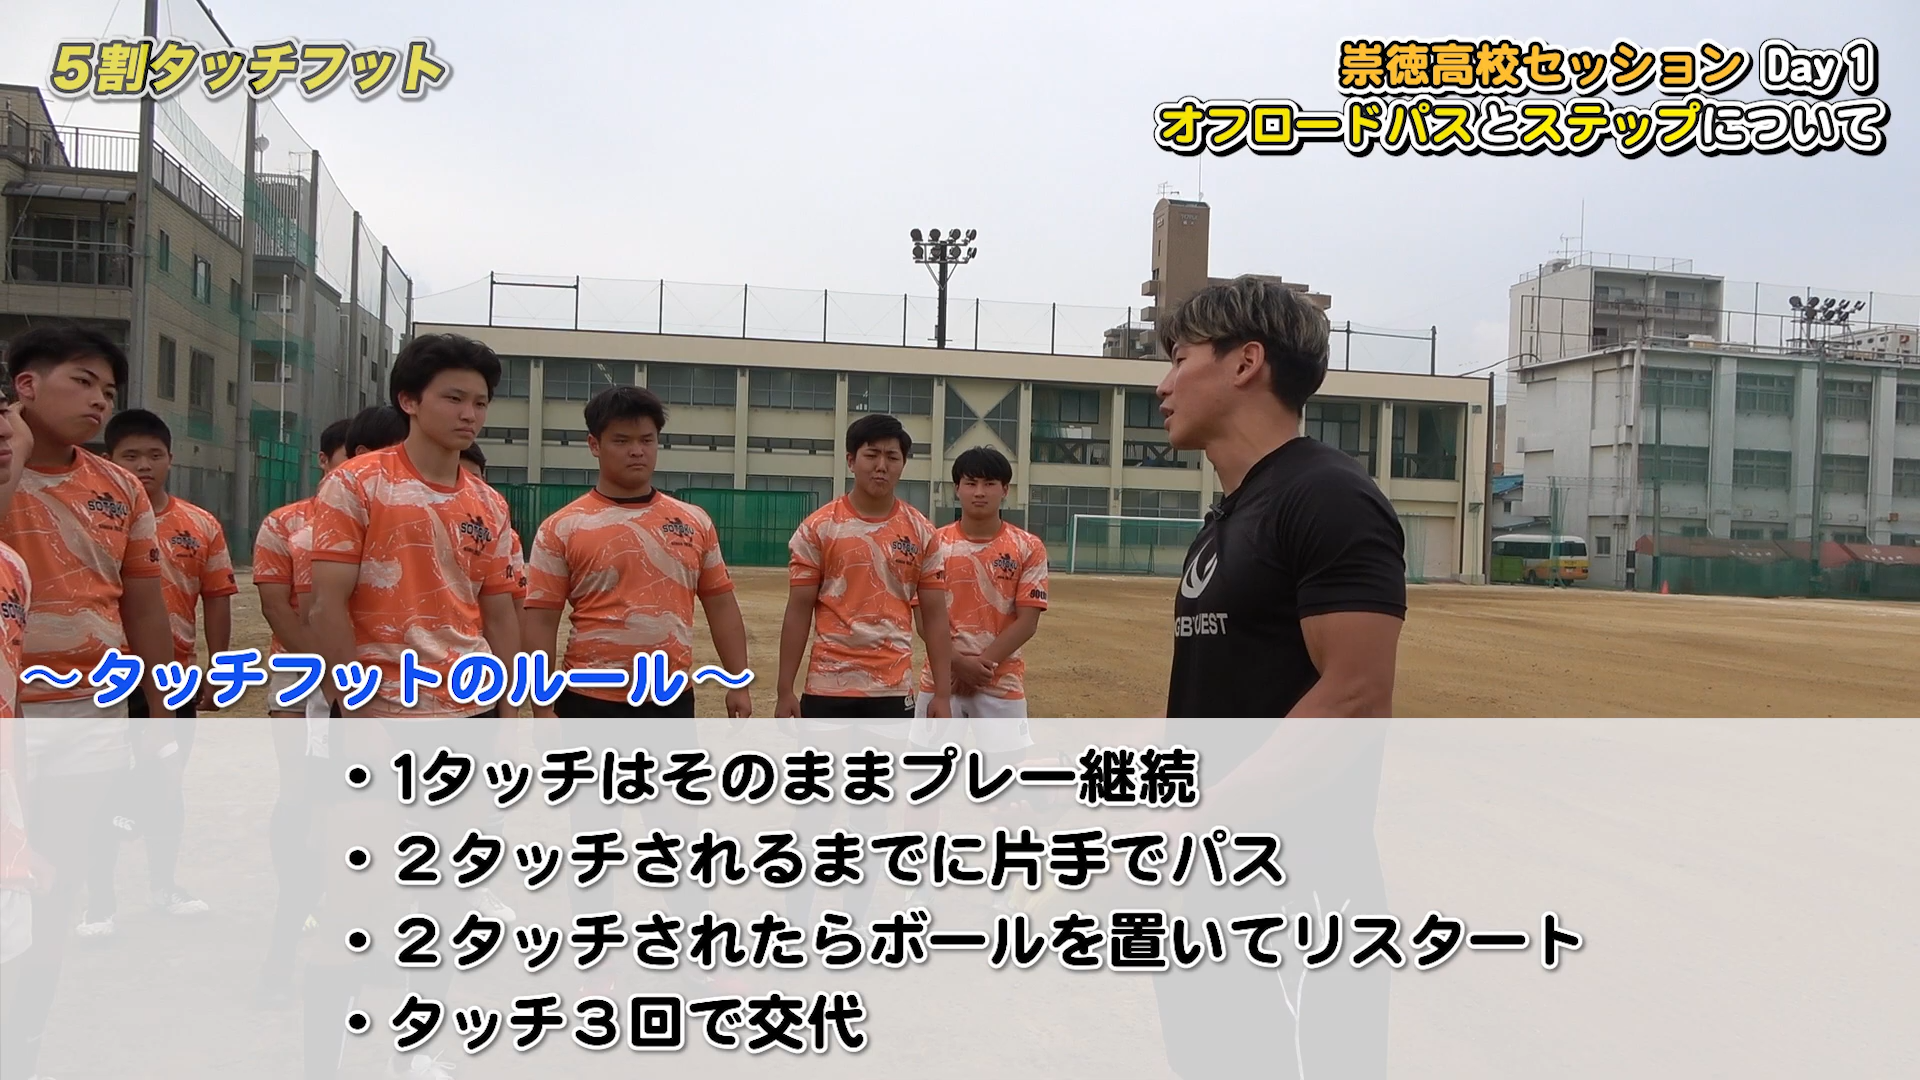 5割タッチフット
崇徳高校セッション Day1
オフロードパスとステップについて
SOTOKU
SOTOKU
SOTOKU
SOTOKU
SOTOKU
～タッチフットのルール～
・1タッチはそのままプレー継続
・２タッチされるまでに片手でパス
・２タッチされたらボールを置いてリスタート
・タッチ３回で交代